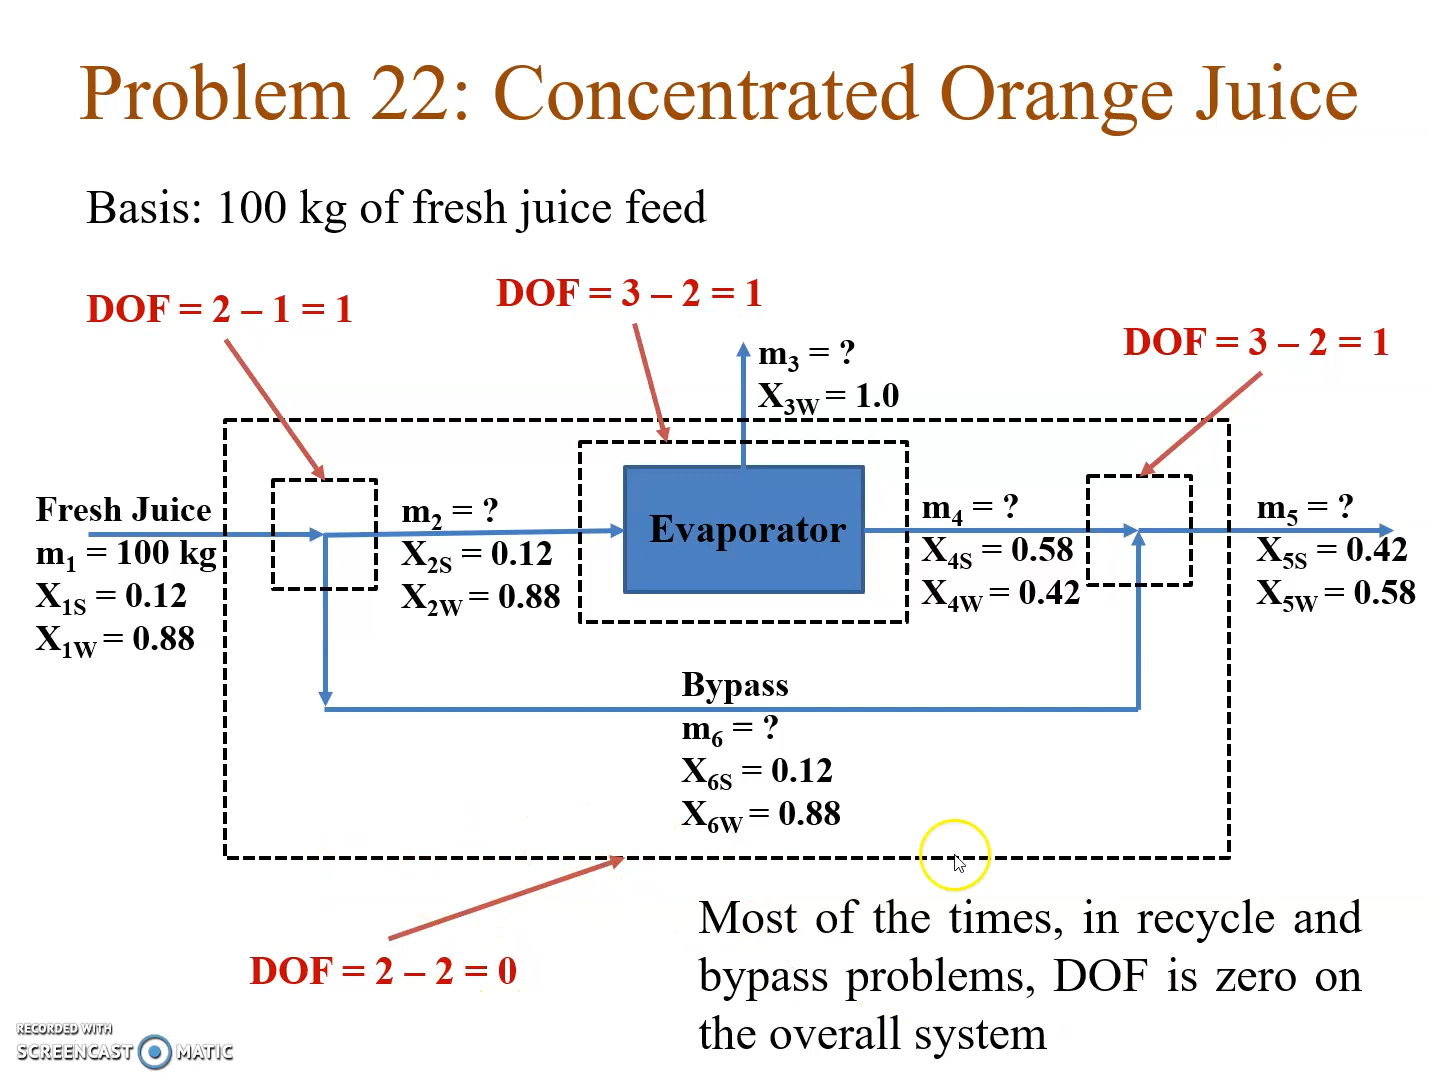 Problem 22: Concentrated Orange Juice
Basis: 100 kg of fresh juice feed
DOF = 2 – 1 = 1
DOF = 3 – 2 = 1
DOF = 3 – 2 = 1
m3 = ?
X3W = 1.0
Fresh Juice
m1 = 100 kg
X1S = 0.12
X1W = 0.88
m2 = ?
X2S = 0.12
X2W = 0.88
Evaporator
m4 = ?
X4S = 0.58
X4W = 0.42
m5 = ?
X5S = 0.42
X5W = 0.58
Bypass
m6 = ?
X6S = 0.12
X6W = 0.88
DOF = 2 – 2 = 0
Most of the times, in recycle and
bypass problems, DOF is zero on
the overall system
RECORDED WITH
SCREENCAST MATIC